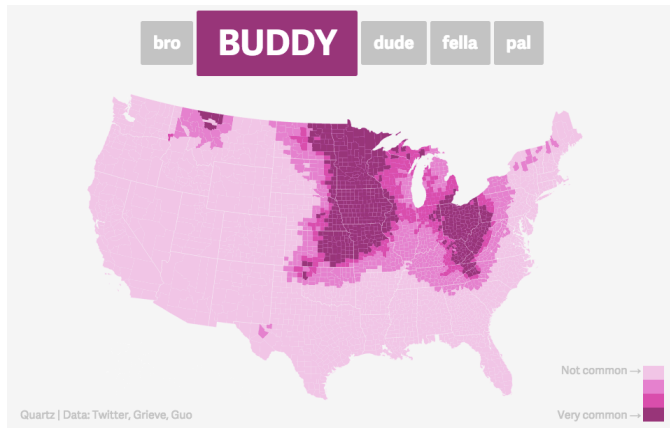 bro BUDDY dude fella pal
Not common →
Very common →
Quartz | Data: Twitter, Grieve, Guo